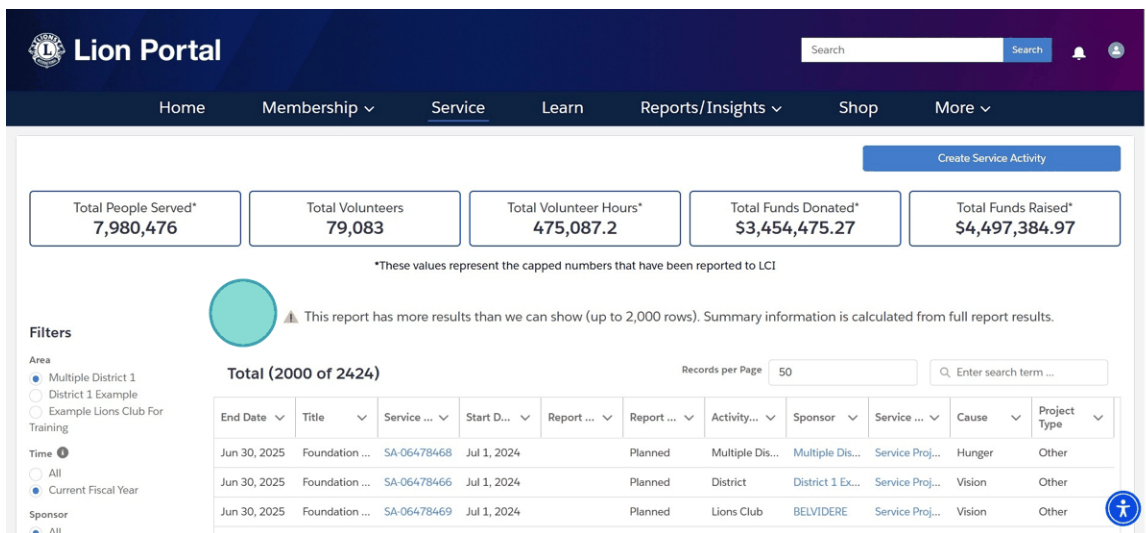 Lion Portal
Search Search
Home Membership Service Learn Reports/Insights Shop More
Create Service Activity
Total People Served* Total Volunteers Total Volunteer Hours* Total Funds Donated* Total Funds Raised*
7,980,476 79,083 475,087.2 $3,454,475.27 $4,497,384.97
*These values represent the capped numbers that have been reported to LCI
This report has more results than we can show (up to 2,000 rows). Summary information is calculated from full report results.
Filters
Area
Multiple District 1
District 1 Example
Example Lions Club For
Training
Time
All
Current Fiscal Year
Sponsor
All
Total (2000 of 2424) Records per Page 50 Enter search term ...
End Date Title Service ... Start D... Report ... Report ... Activity... Sponsor Service ... Cause Project
Type
Jun 30, 2025 Foundation ... SA-06478468 Jul 1, 2024 Planned Multiple Dis... Multiple Dis... Service Proj... Hunger Other
Jun 30, 2025 Foundation ... SA-06478466 Jul 1, 2024 Planned District District 1 Ex... Service Proj... Vision Other
Jun 30, 2025 Foundation ... SA-06478469 Jul 1, 2024 Planned Lions Club BELVIDERE Service Proj... Vision Other